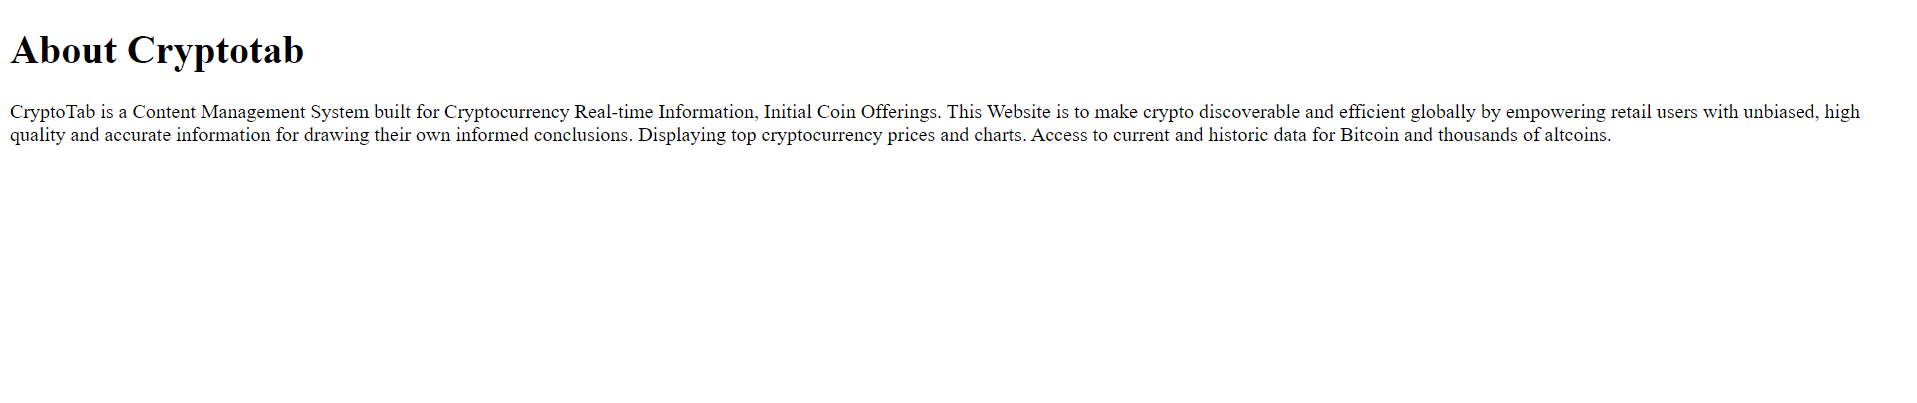 About Cryptotab
CryptoTab is a Content Management System built for Cryptocurrency Real-time Information, Initial Coin Offerings. This Website is to make crypto discoverable and efficient globally by empowering retail users with unbiased, high
quality and accurate information for drawing their own informed conclusions. Displaying top cryptocurrency prices and charts. Access to current and historic data for Bitcoin and thousands of altcoins.